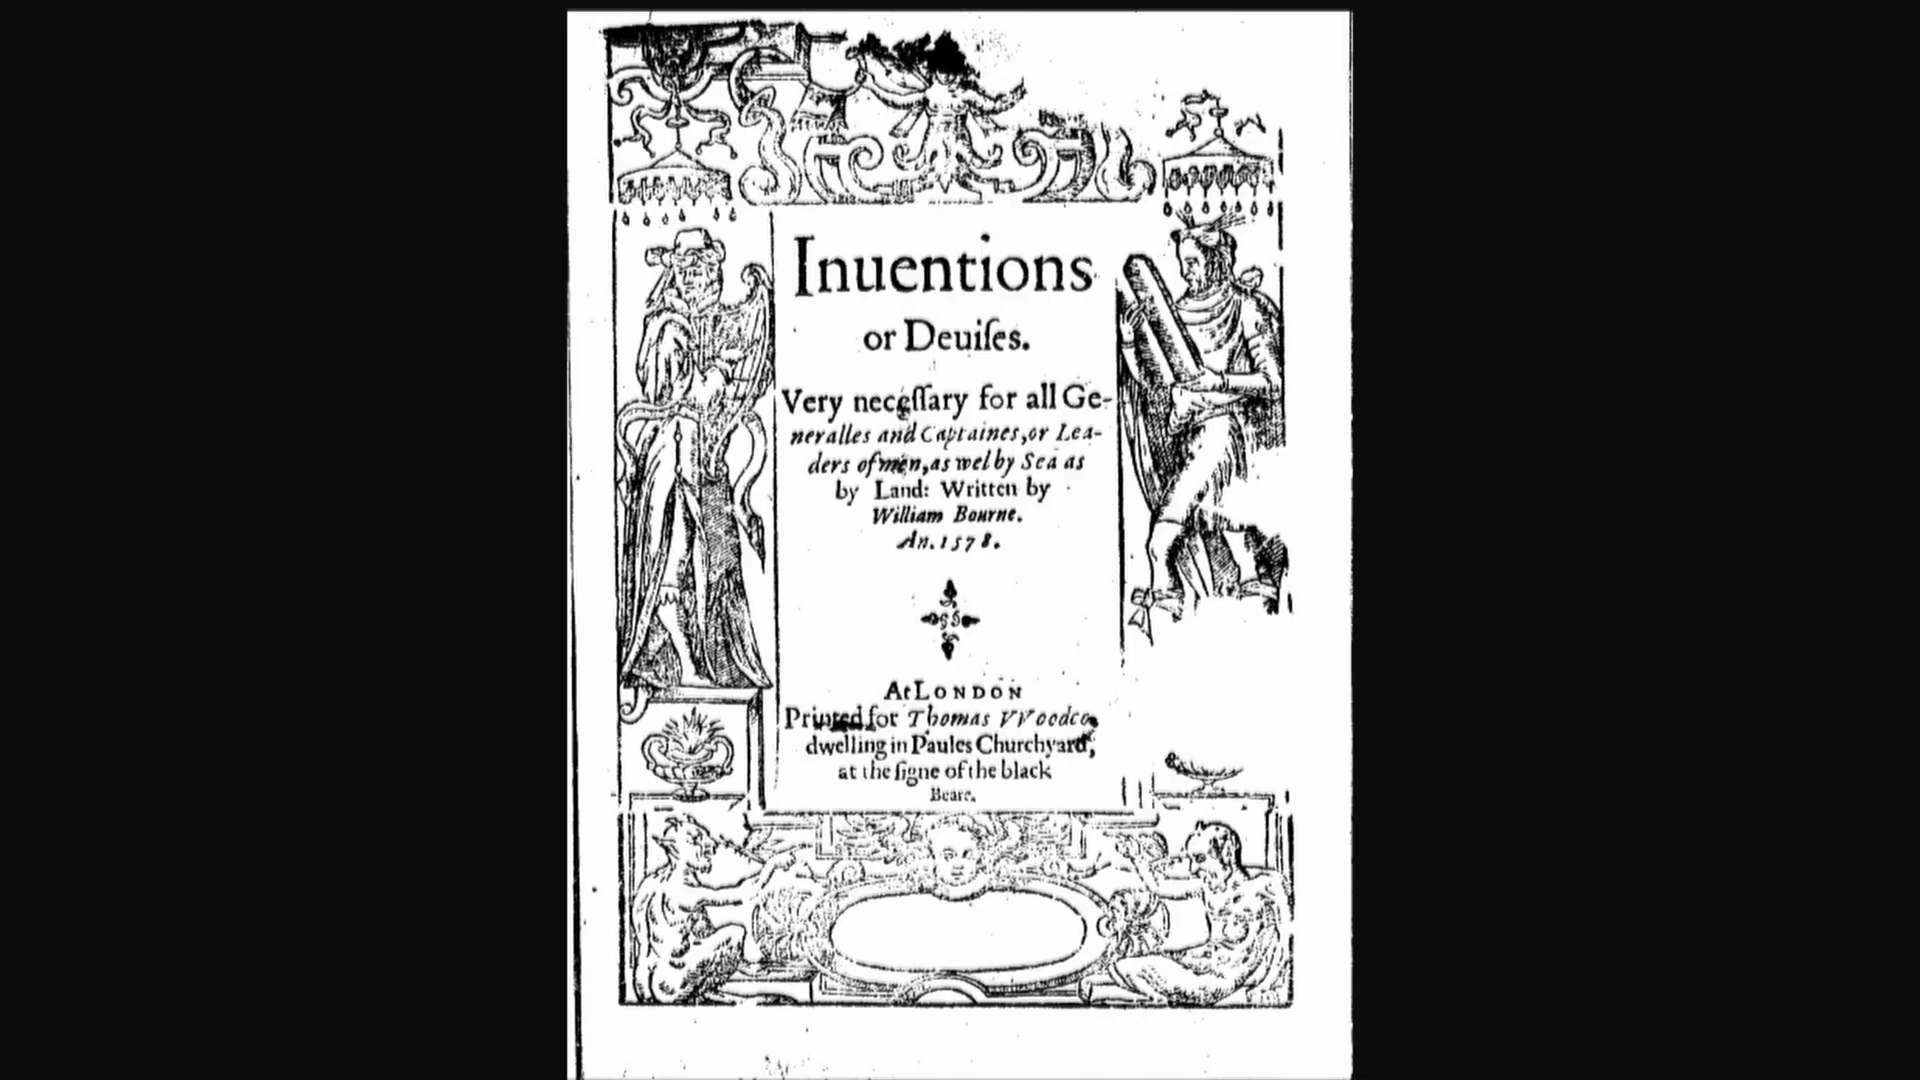 Inuentions
or Deuiſes.
Very neceſſary for all Ge-
neralles and Captaines, or Lea-
ders of men, as wel by Sea as
by Land: Written by
William Bourne.
An. 1578.
At LONDON
Printed for Thomas VVoodco
dwelling in Paules Churchyard,
at the ſigne of the black
Beare.